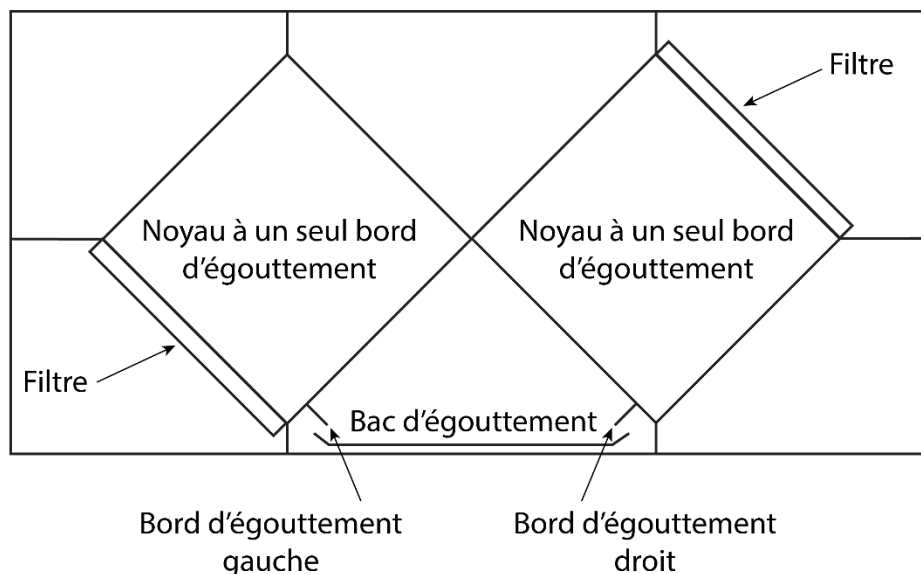 Filtre
Noyau à un seul bord
d'égouttement
Noyau à un seul bord
d'égouttement
Filtre
Bac d'égouttement
Bord d'égouttement
gauche
Bord d'égouttement
droit